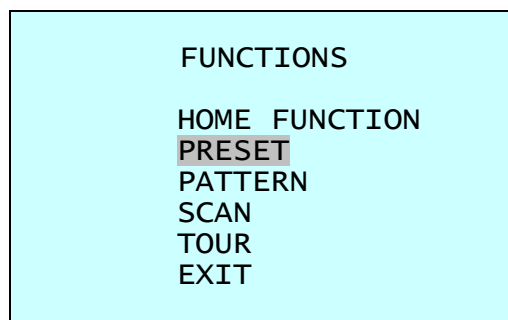 FUNCTIONS
HOME FUNCTION
PRESET
PATTERN
SCAN
TOUR
EXIT